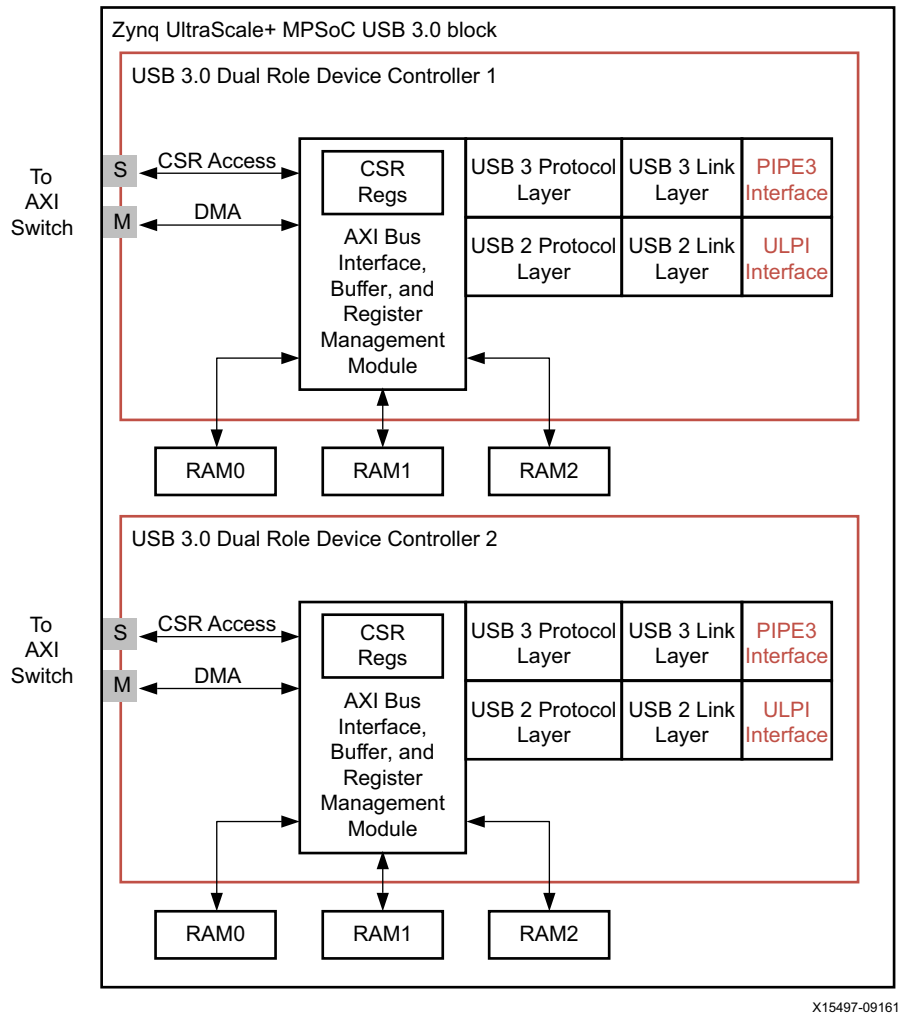 Zynq UltraScale+ MPSoC USB 3.0 block
USB 3.0 Dual Role Device Controller 1
To
AXI
Switch
S
CSR Access
M
DMA
CSR
Regs
AXI Bus
Interface,
Buffer, and
Register
Management
Module
USB 3 Protocol
Layer
USB 3 Link
Layer
PIPE3
Interface
USB 2 Protocol
Layer
USB 2 Link
Layer
ULPI
Interface
RAM0
RAM1
RAM2
USB 3.0 Dual Role Device Controller 2
To
AXI
Switch
S
CSR Access
M
DMA
CSR
Regs
AXI Bus
Interface,
Buffer, and
Register
Management
Module
USB 3 Protocol
Layer
USB 3 Link
Layer
PIPE3
Interface
USB 2 Protocol
Layer
USB 2 Link
Layer
ULPI
Interface
RAM0
RAM1
RAM2
X15497-09161